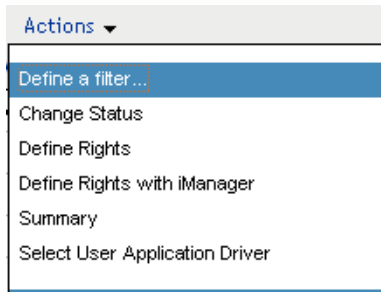 Actions
Define a filter...
Change Status
Define Rights
Define Rights with iManager
Summary
Select User Application Driver